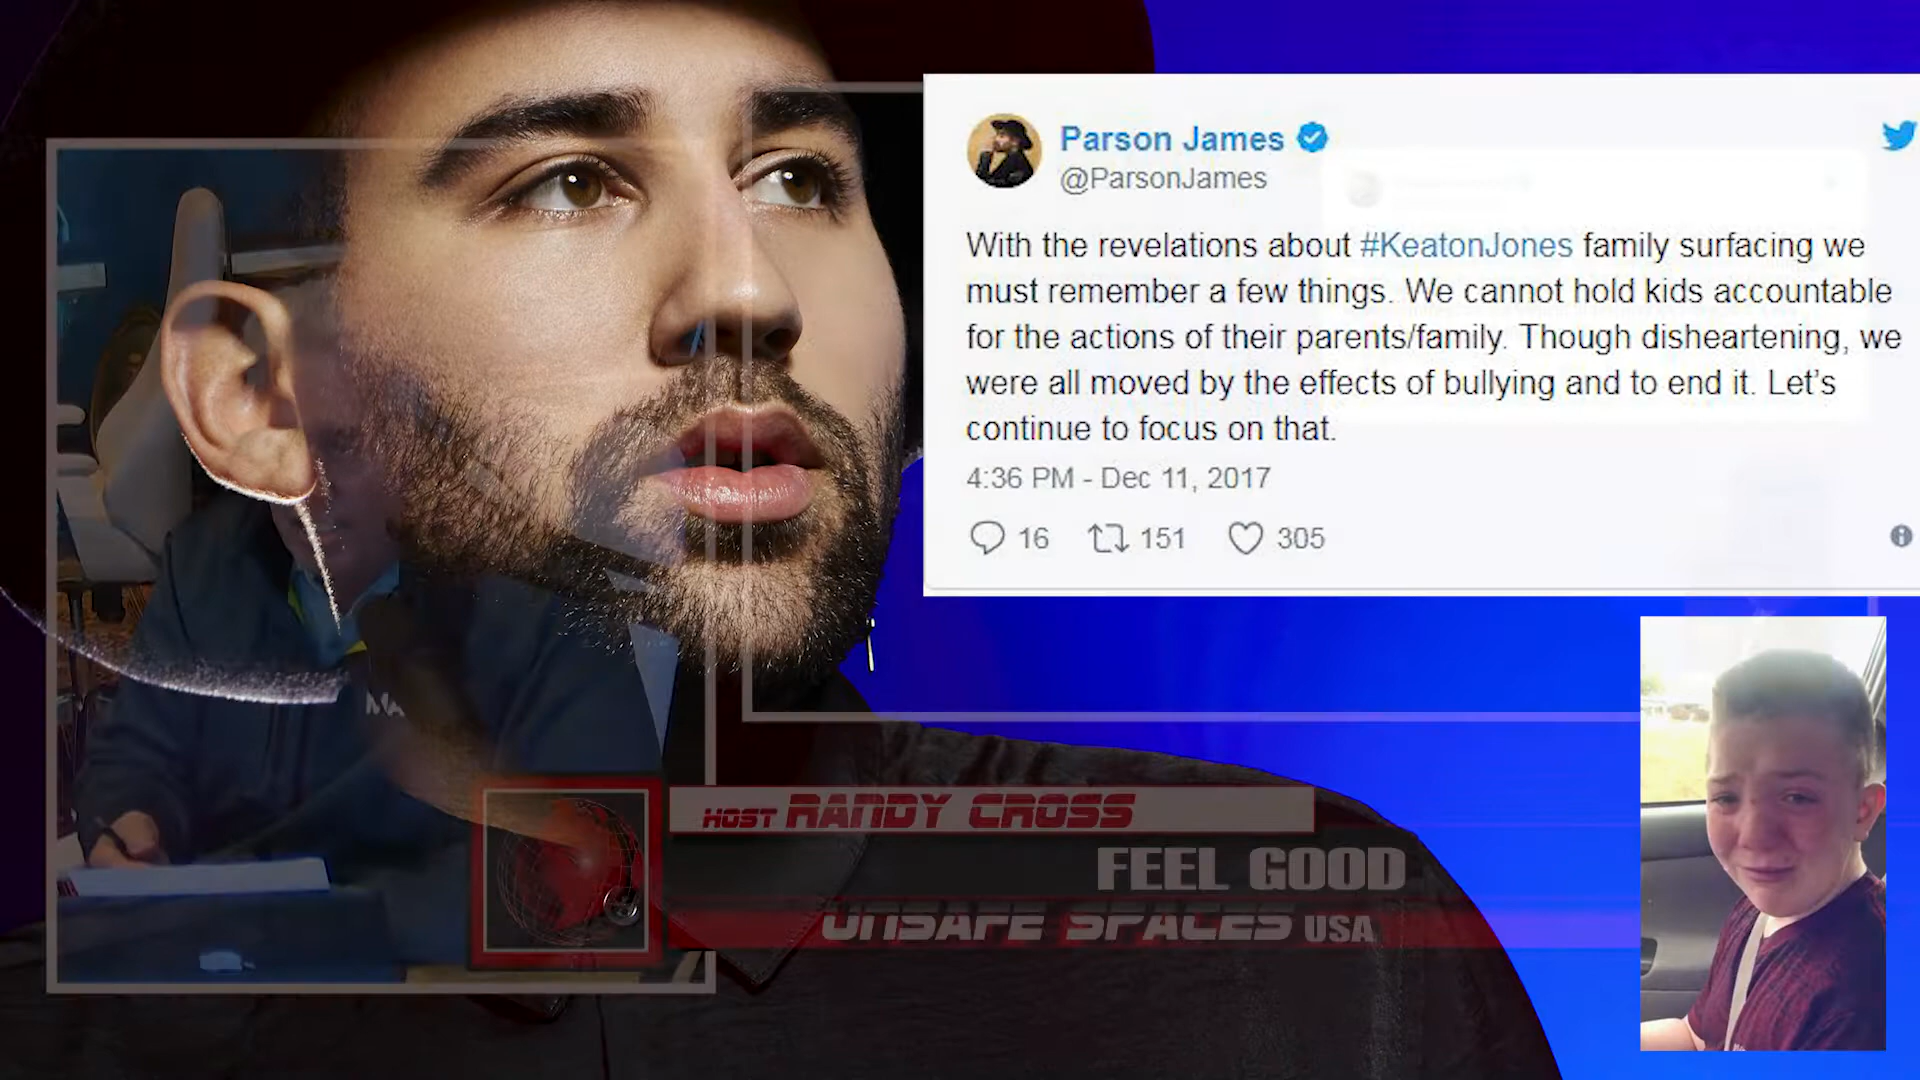 Parson James
@ParsonJames
With the revelations about #KeatonJones family surfacing we
must remember a few things. We cannot hold kids accountable
for the actions of their parents/family. Though disheartening, we
were all moved by the effects of bullying and to end it. Let's
continue to focus on that.
4:36 PM - Dec 11, 2017
16 151 305
HOST RANDY CROSS
FEEL GOOD
UNSAFE SPACES USA